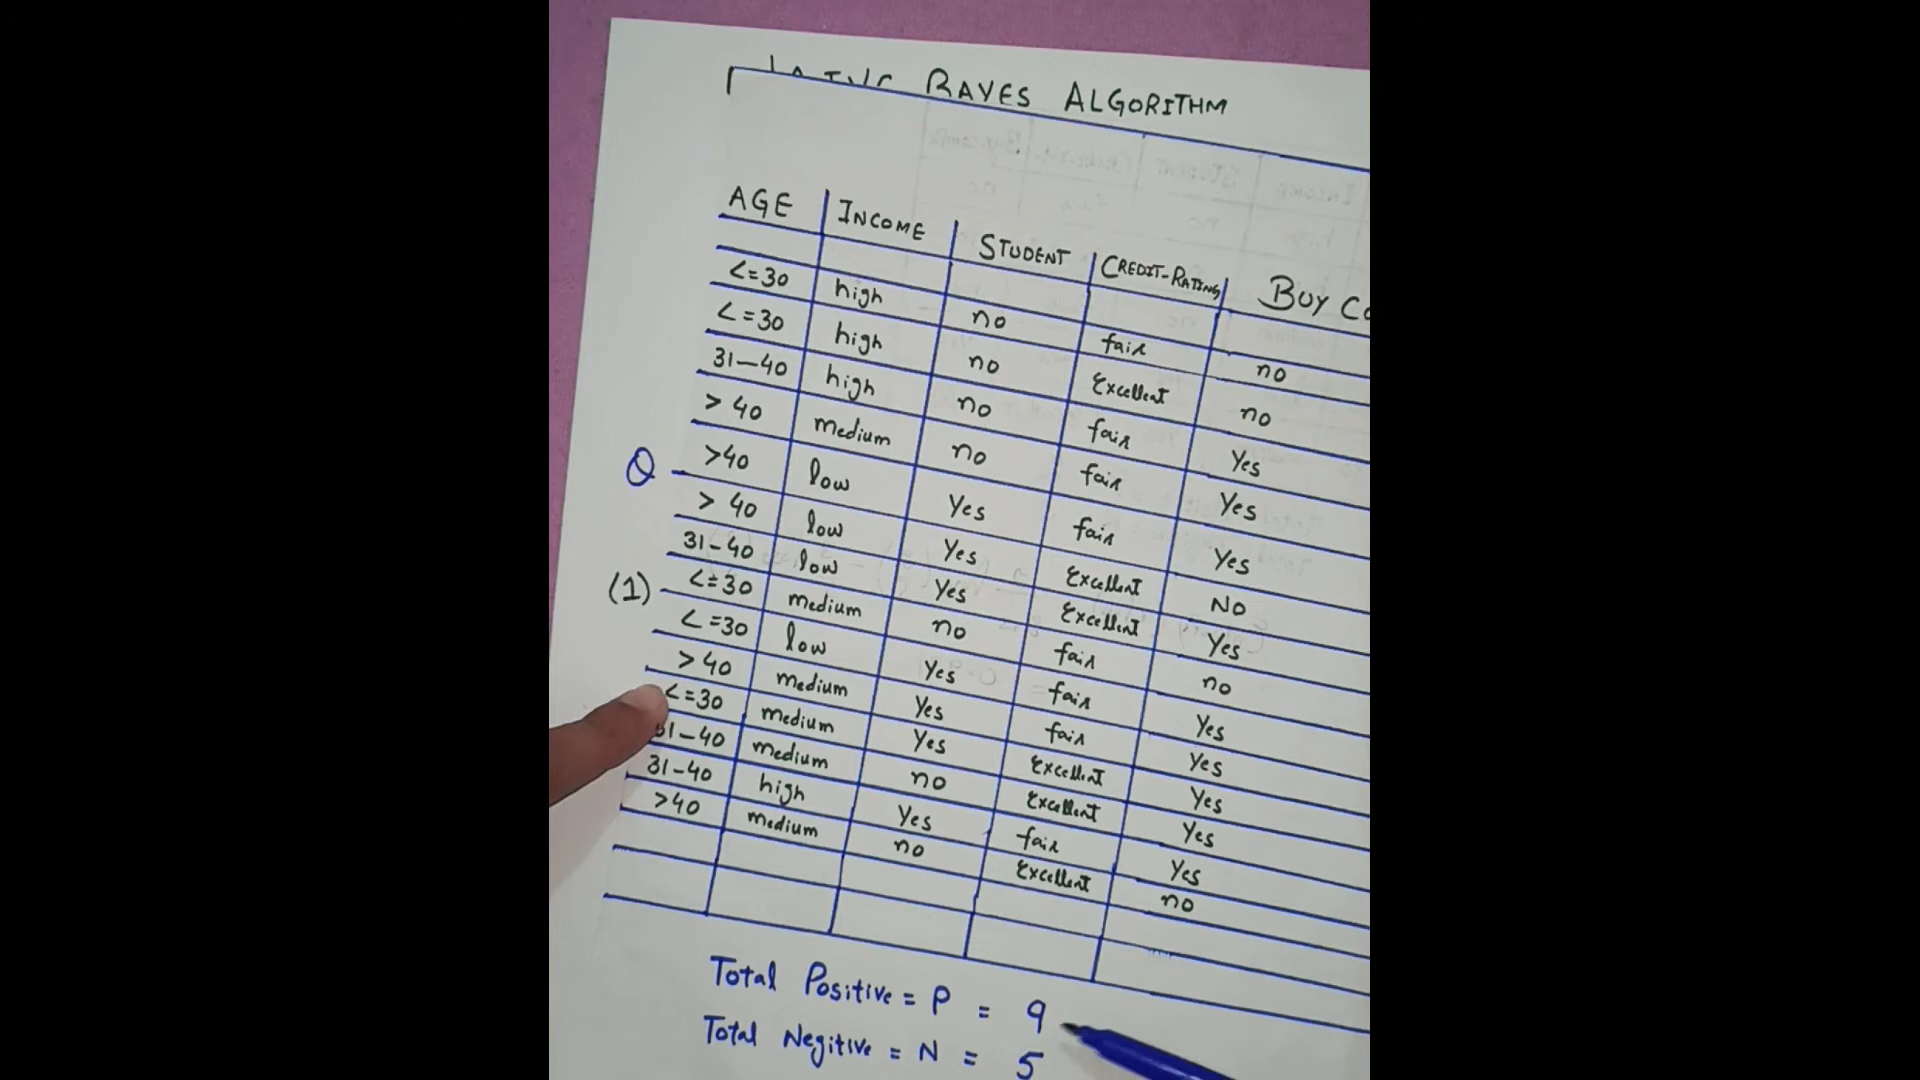 BAYES ALGORITHM
AGE INCOME STUDENT CREDIT-RATING BUY
<=30 high no fair no
<=30 high no Excellent no
31-40 high no fair Yes
>40 medium no fair Yes
>40 low Yes fair Yes
>40 low Yes Excellent NO
31-40 low Yes Excellent Yes
<=30 medium no fair no
<=30 low Yes fair Yes
>40 medium Yes fair Yes
<=30 medium Yes Excellent Yes
31-40 medium no Excellent Yes
31-40 high Yes fair Yes
>40 medium no Excellent no
Q
(1)
Total Positive = P = 9
Total Negitive = N = 5